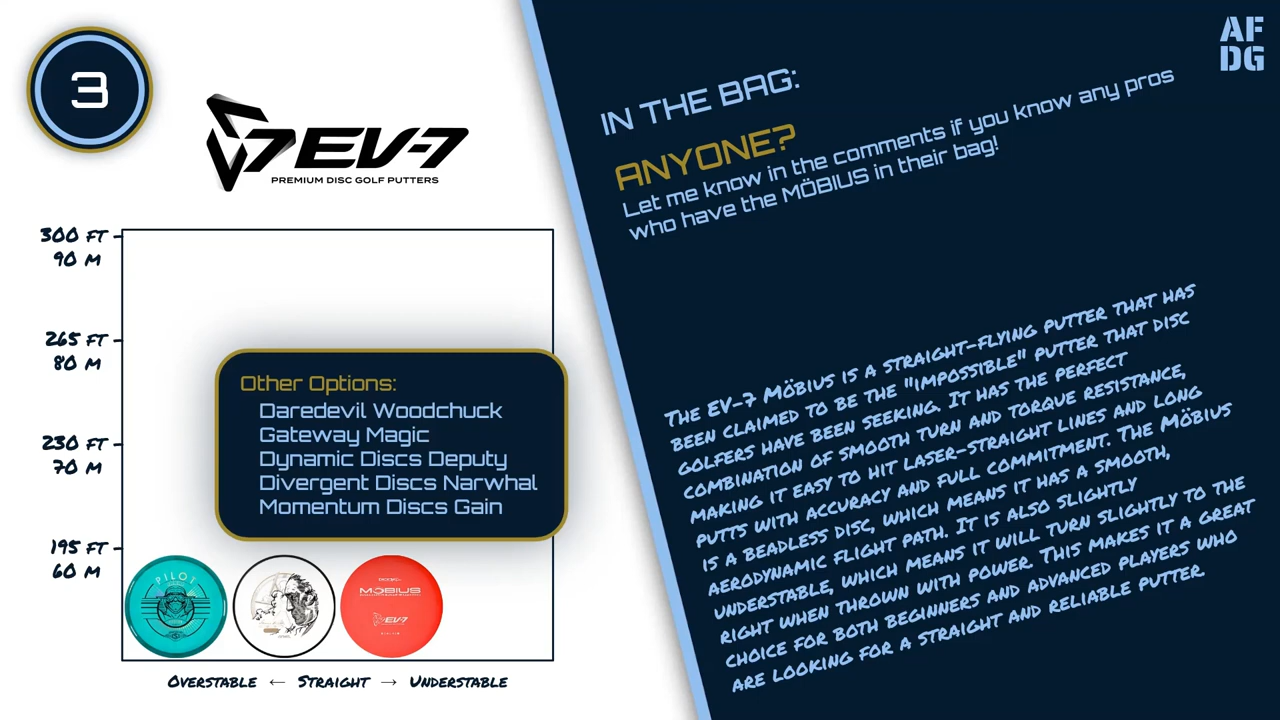 3
EV-7
PREMIUM DISC GOLF PUTTERS
300 FT
90 M
265 FT
80 M
230 FT
70 M
195 FT
60 M
Other Options:
Daredevil Woodchuck
Gateway Magic
Dynamic Discs Deputy
Divergent Discs Narwhal
Momentum Discs Gain
PILOT
MÖBIUS
EV-7
OVERSTABLE ← STRAIGHT → UNDERSTABLE
AF
DG
IN THE BAG:
ANYONE?
Let me know in the comments if you know any pros
who have the MÖBIUS in their bag!
THE EV-7 MÖBIUS IS A STRAIGHT-FLYING PUTTER THAT HAS
BEEN CLAIMED TO BE THE "IMPOSSIBLE" PUTTER THAT DISC
GOLFERS HAVE BEEN SEEKING. IT HAS THE PERFECT
COMBINATION OF SMOOTH TURN AND TORQUE RESISTANCE,
MAKING IT EASY TO HIT LASER-STRAIGHT LINES AND LONG
PUTTS WITH ACCURACY AND FULL COMMITMENT. THE MÖBIUS
IS A BEADLESS DISC, WHICH MEANS IT HAS A SMOOTH,
AERODYNAMIC FLIGHT PATH. IT IS ALSO SLIGHTLY
UNDERSTABLE, WHICH MEANS IT WILL TURN SLIGHTLY TO THE
RIGHT WHEN THROWN WITH POWER. THIS MAKES IT A GREAT
CHOICE FOR BOTH BEGINNERS AND ADVANCED PLAYERS WHO
ARE LOOKING FOR A STRAIGHT AND RELIABLE PUTTER.